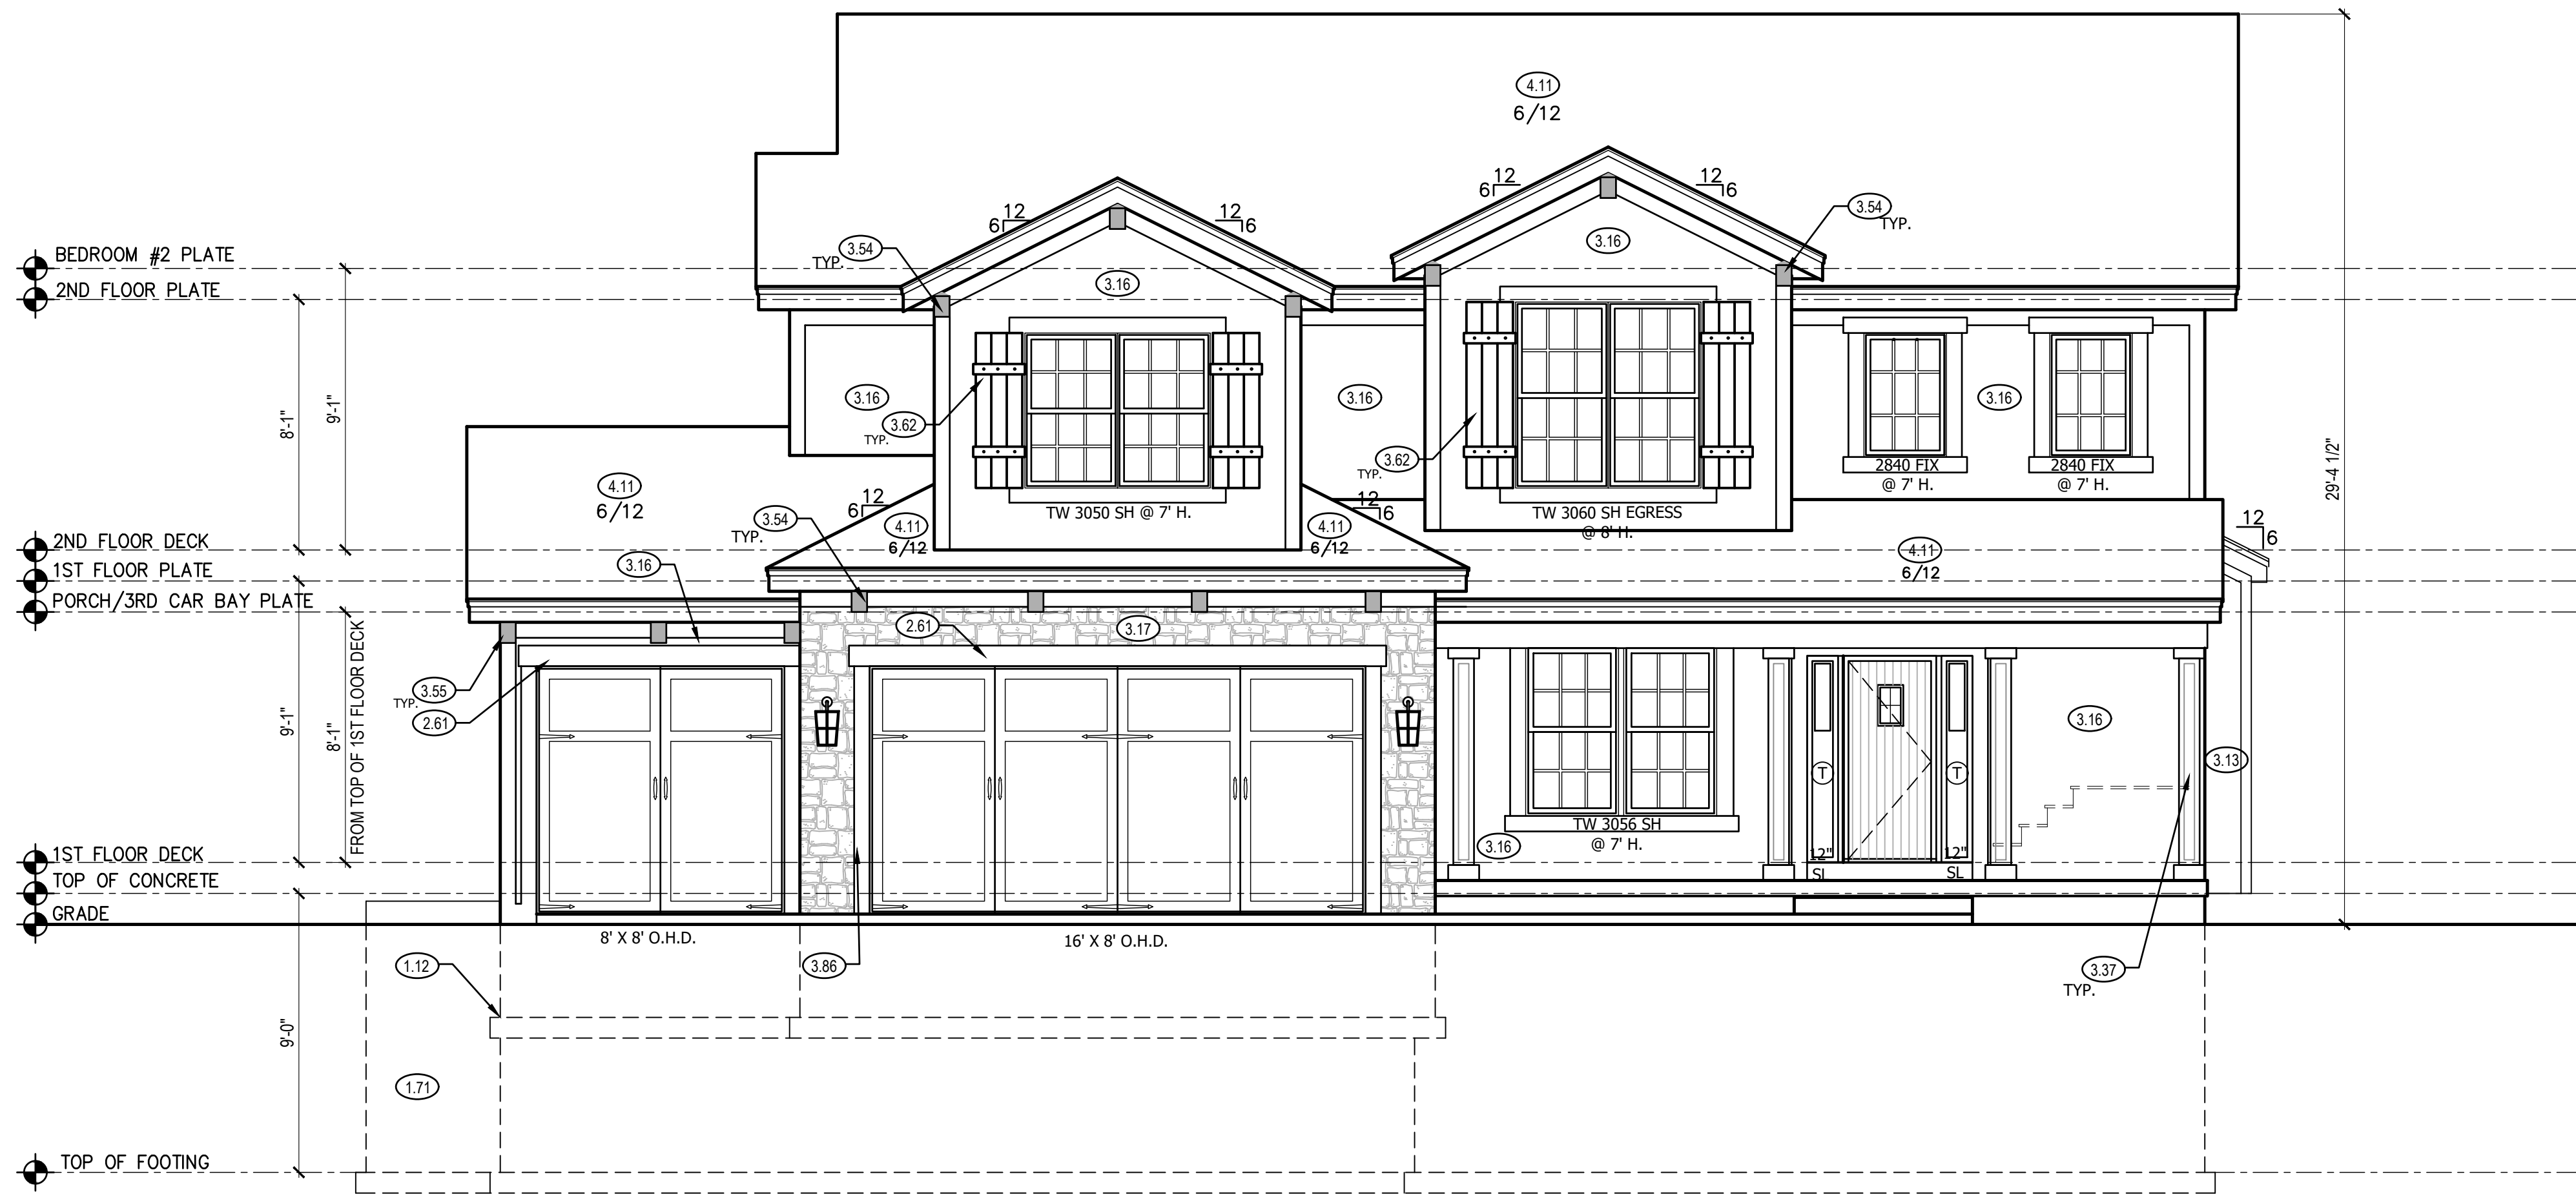 4.11
6/12
12
6
12
6
3.54
TYP.
12
6
12
6
3.54
TYP.
3.16
3.16
BEDROOM #2 PLATE
2ND FLOOR PLATE
8'-1"
9'-1"
29'-4 1/2"
3.16
3.62
TYP.
3.16
3.62
TYP.
3.16
2840 FIX
@ 7' H.
2840 FIX
@ 7' H.
4.11
6/12
12
6
TW 3050 SH @ 7' H.
12
6
TW 3060 SH EGRESS
@ 8' H.
3.54
TYP.
4.11
6/12
4.11
6/12
4.11
6/12
12
6
2ND FLOOR DECK
1ST FLOOR PLATE
PORCH/3RD CAR BAY PLATE
3.16
2.61
3.17
9'-1"
8'-1"
FROM TOP OF 1ST FLOOR DECK
3.55
TYP.
2.61
3.16
3.13
T
T
TW 3056 SH
@ 7' H.
3.16
12"
SL
12"
SL
1ST FLOOR DECK
TOP OF CONCRETE
GRADE
8' X 8' O.H.D.
16' X 8' O.H.D.
1.12
3.86
3.37
TYP.
9'-0"
1.71
TOP OF FOOTING